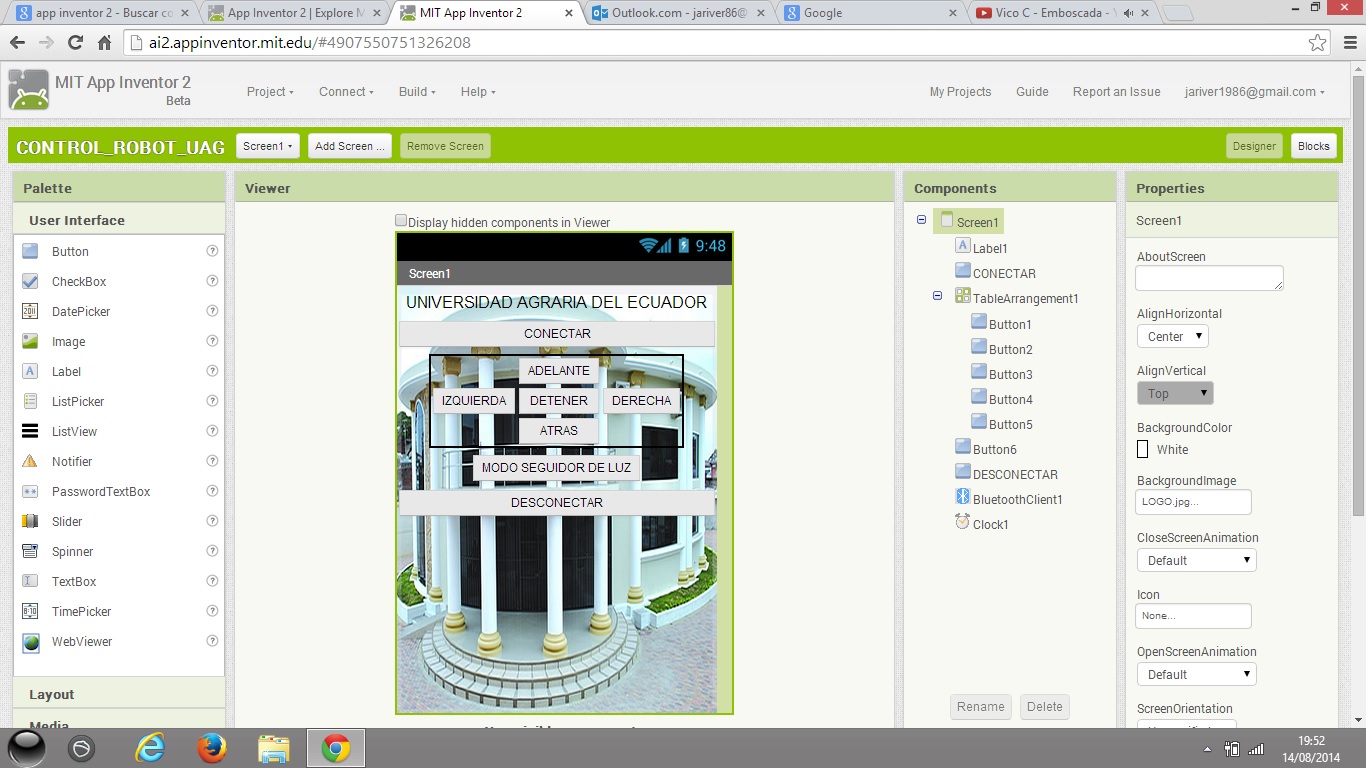 app inventor 2 - Buscar co
App Inventor 2 | Explore M
MIT App Inventor 2
Outlook.com - jariver86@
Google
Vico C - Emboscada -
ai2.appinventor.mit.edu/#4907550751326208
MIT App Inventor 2
Beta
Project
Connect
Build
Help
My Projects
Guide
Report an Issue
jariver1986@gmail.com
CONTROL_ROBOT_UAG
Screen1
Add Screen ...
Remove Screen
Designer
Blocks
Palette
User Interface
Button
CheckBox
DatePicker
Image
Label
ListPicker
ListView
Notifier
PasswordTextBox
Slider
Spinner
TextBox
TimePicker
WebViewer
Layout
Media
Viewer
Display hidden components in Viewer
9:48
Screen1
UNIVERSIDAD AGRARIA DEL ECUADOR
CONECTAR
ADELANTE
IZQUIERDA
DETENER
DERECHA
ATRAS
MODO SEGUIDOR DE LUZ
DESCONECTAR
Components
Screen1
Label1
CONECTAR
TableArrangement1
Button1
Button2
Button3
Button4
Button5
Button6
DESCONECTAR
BluetoothClient1
Clock1
Rename
Delete
Properties
Screen1
AboutScreen
AlignHorizontal
Center
AlignVertical
Top
BackgroundColor
White
BackgroundImage
LOGO.jpg...
CloseScreenAnimation
Default
Icon
None...
OpenScreenAnimation
Default
ScreenOrientation
19:52
14/08/2014